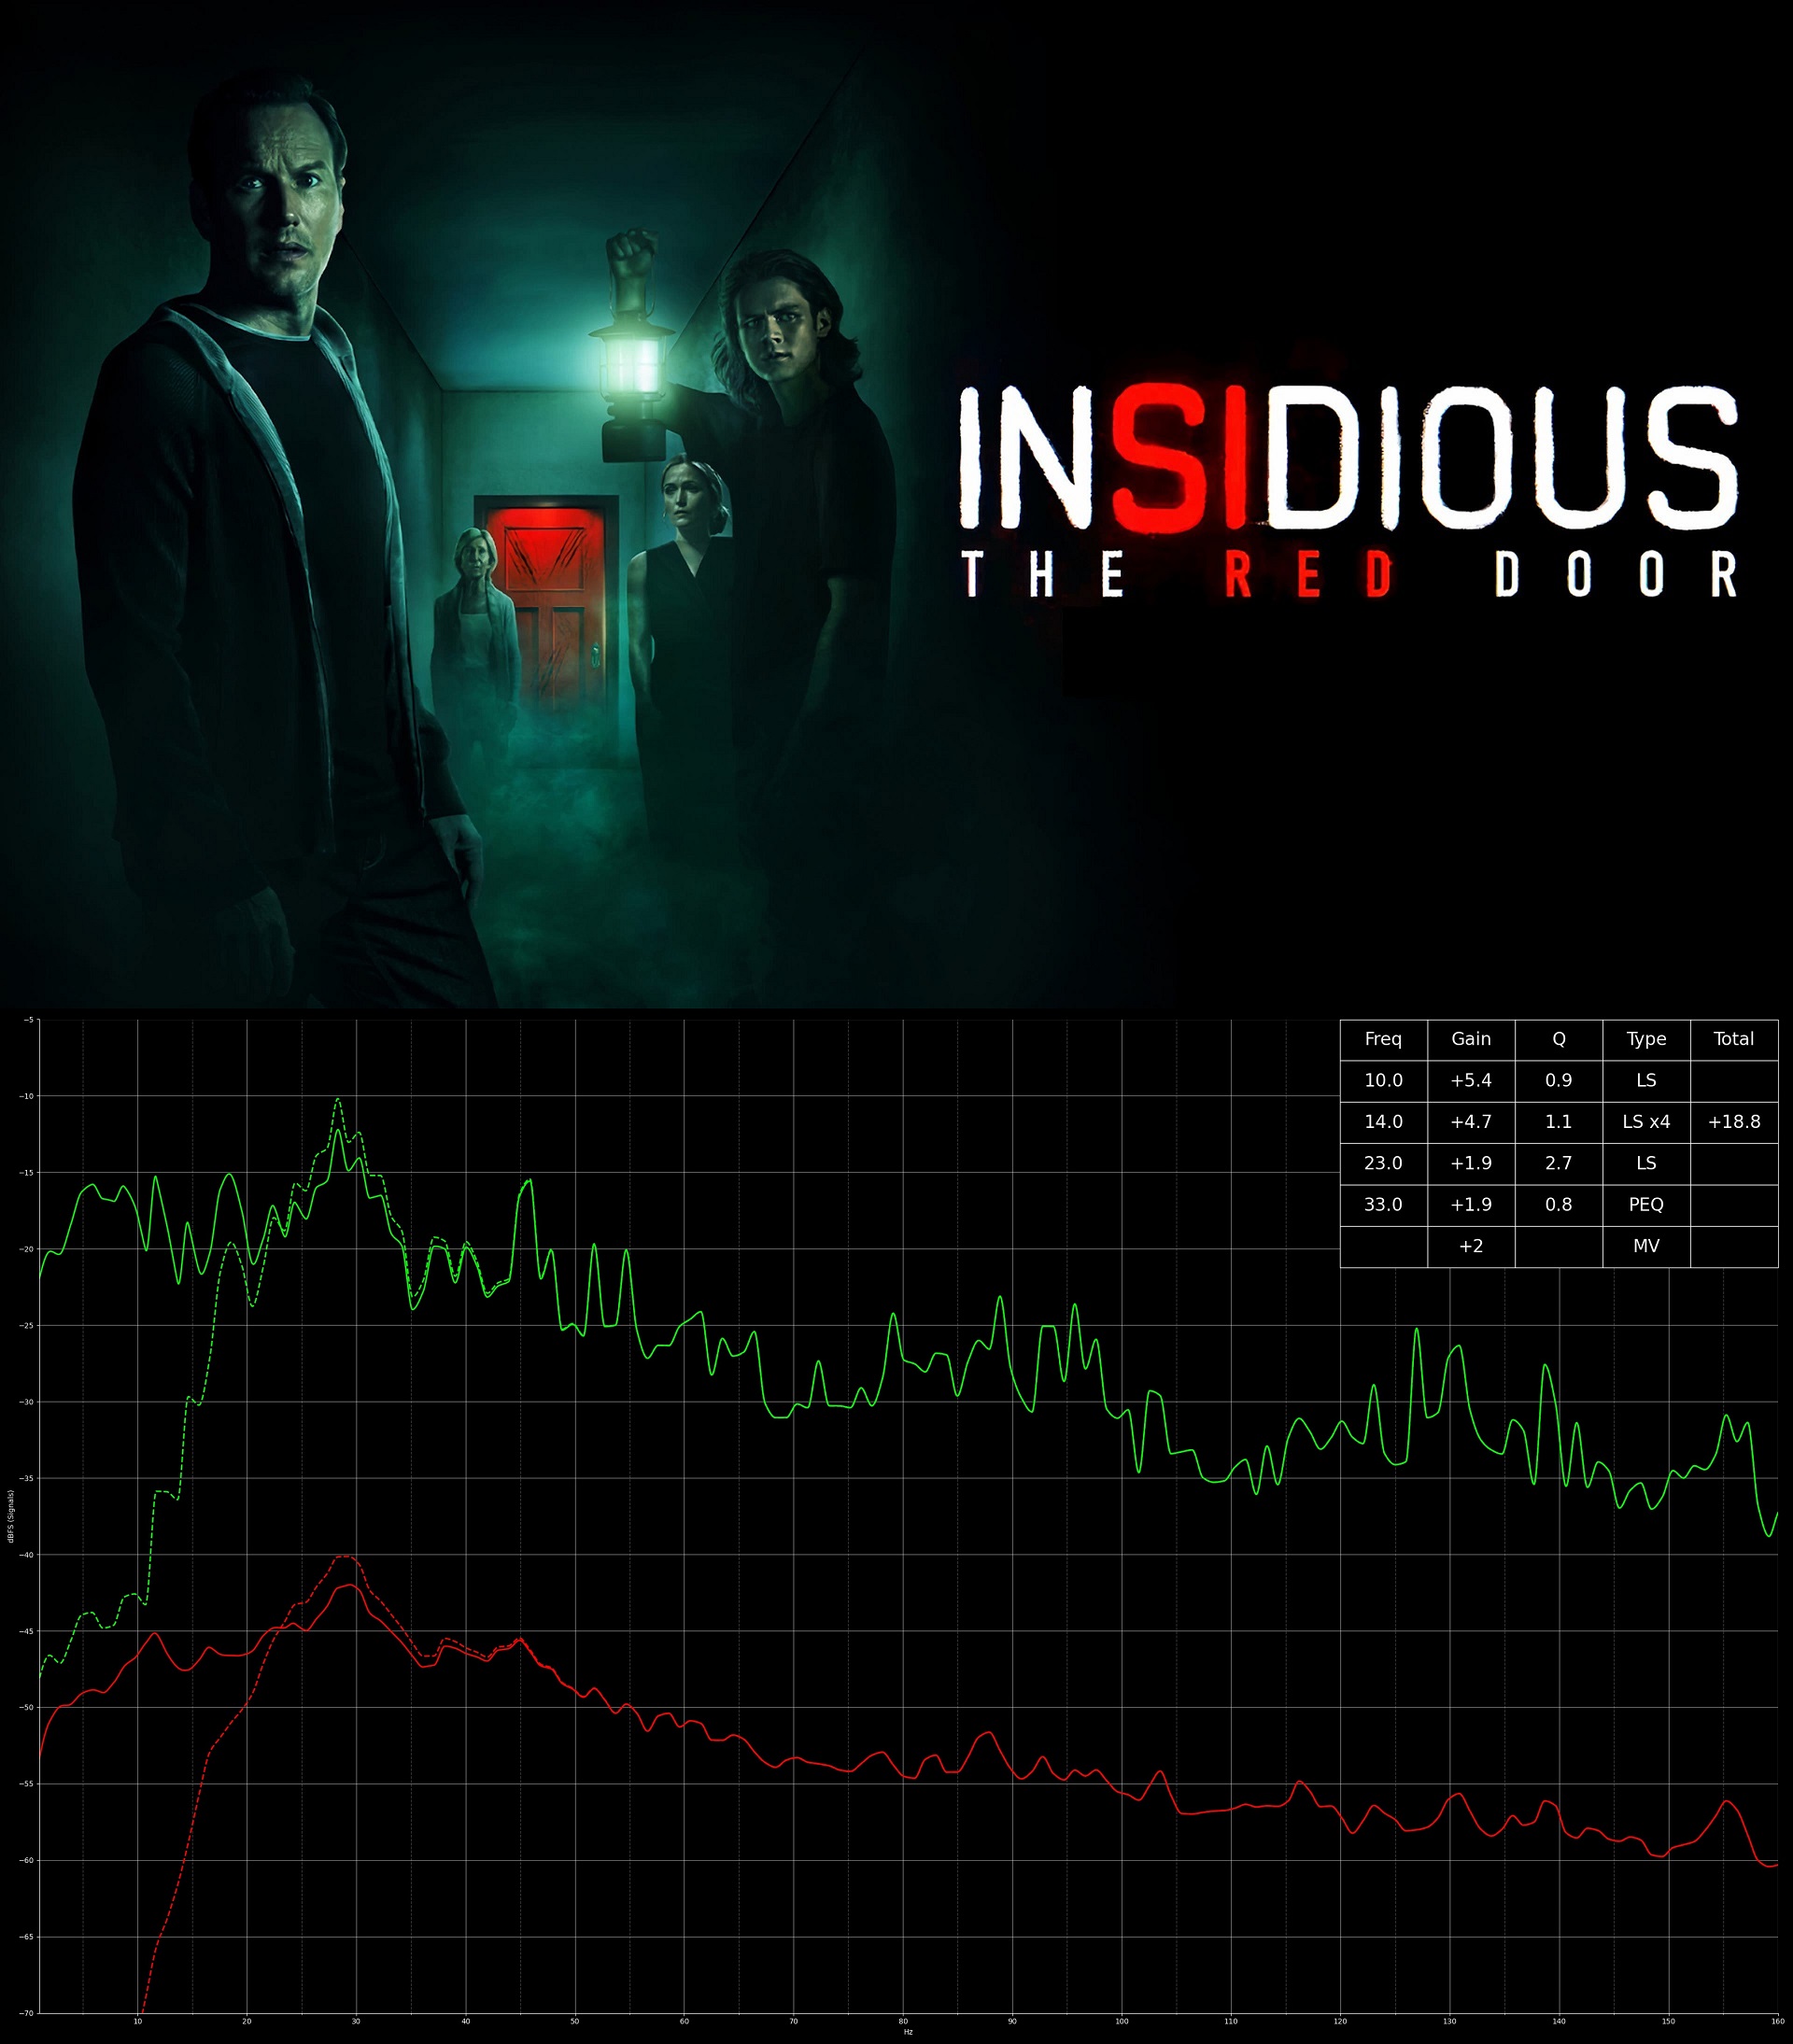 INSIDIOUS
THE RED DOOR
Freq Gain Q Type Total
10.0 +5.4 0.9 LS
14.0 +4.7 1.1 LS x4 +18.8
23.0 +1.9 2.7 LS
33.0 +1.9 0.8 PEQ
+2 MV
−5
−10
−15
−20
−25
−30
−35
−40
−45
−50
−55
−60
−65
−70
dBFS (Signals)
10 20 30 40 50 60 70 80 90 100 110 120 130 140 150 160
Hz